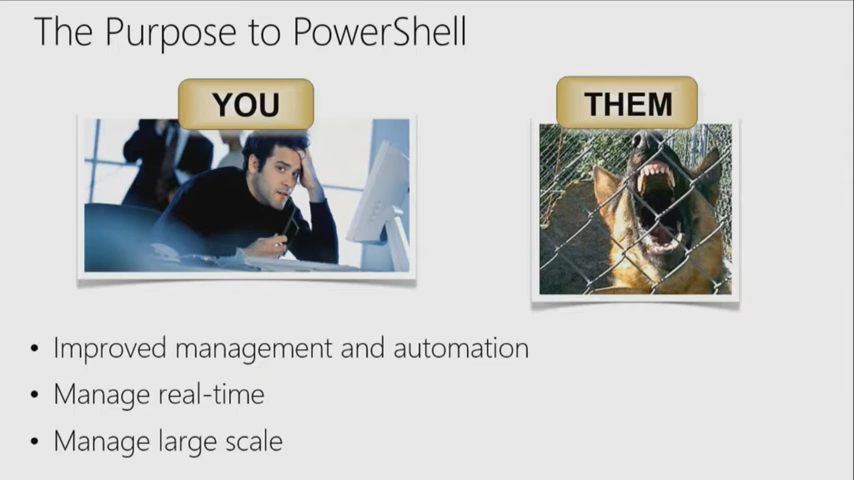 The Purpose to PowerShell
YOU
THEM
• Improved management and automation
• Manage real-time
• Manage large scale